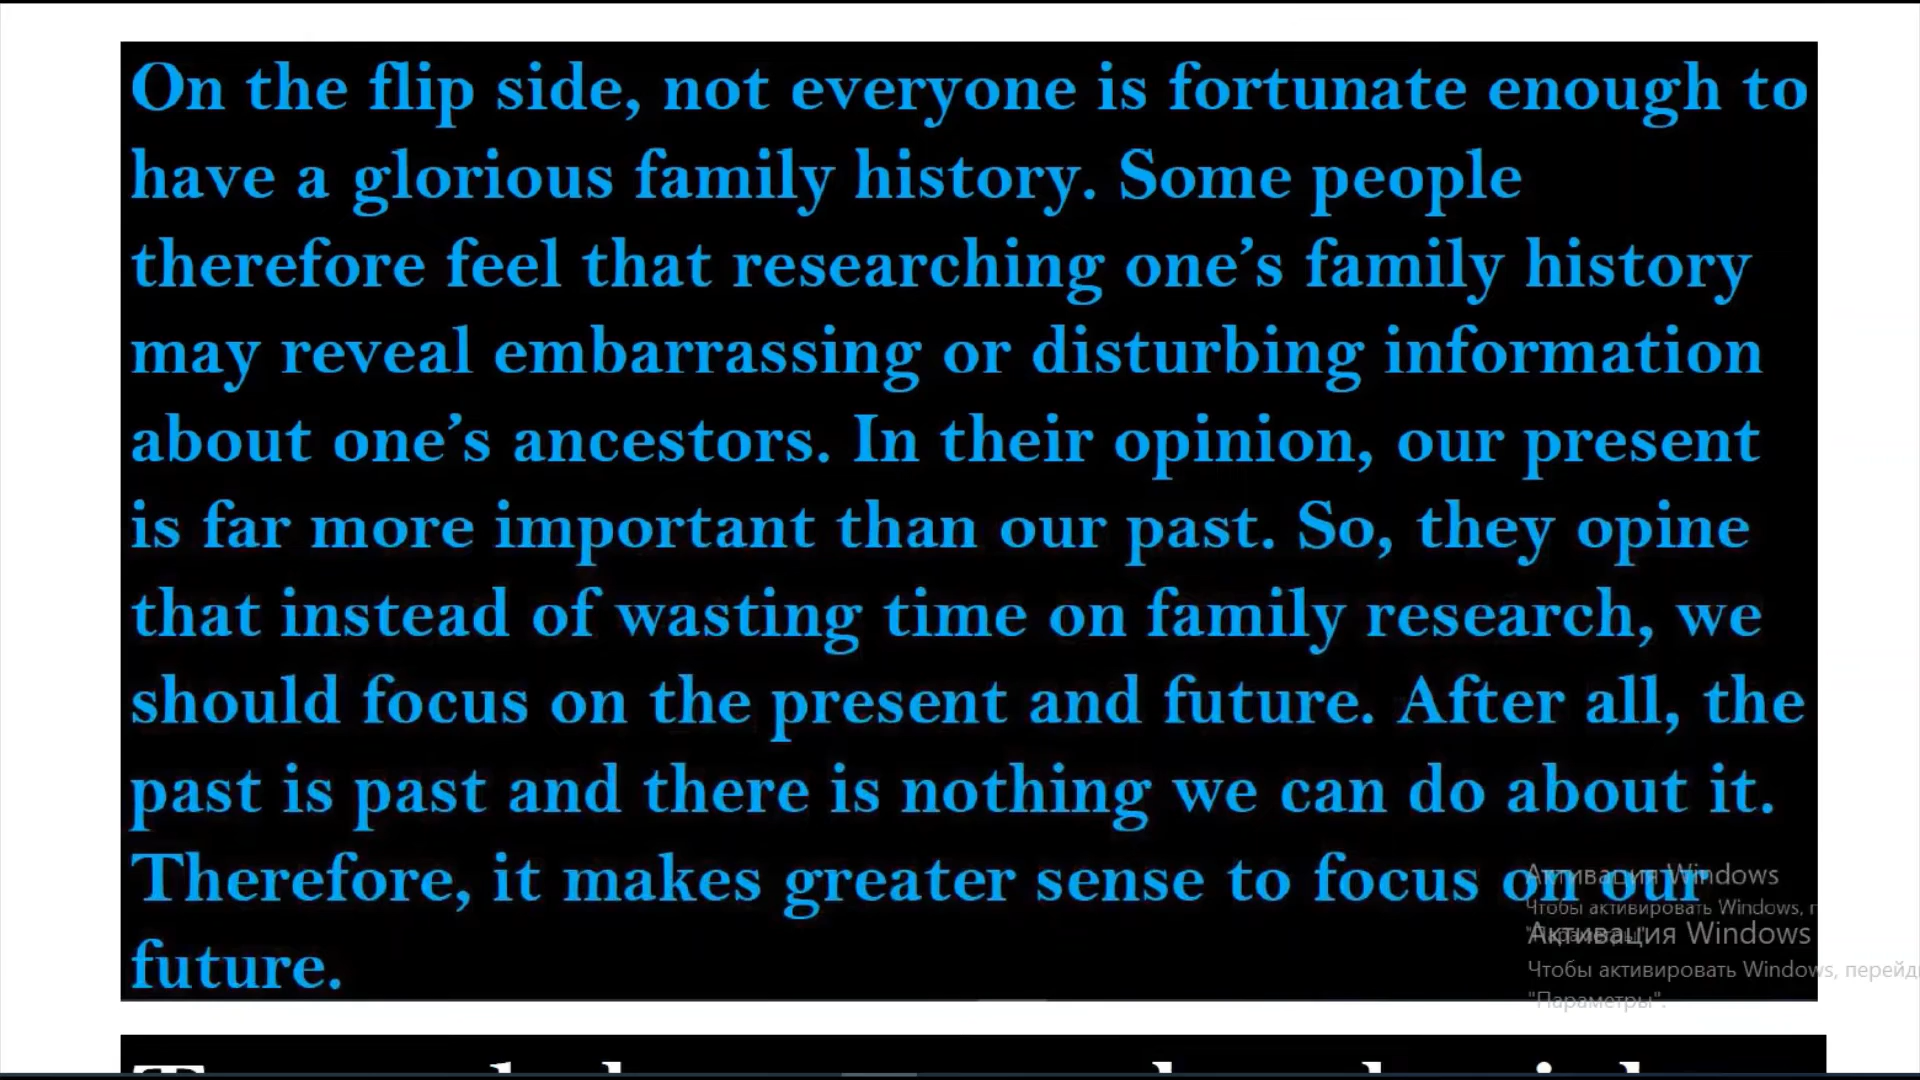 On the flip side, not everyone is fortunate enough to
have a glorious family history. Some people
therefore feel that researching one’s family history
may reveal embarrassing or disturbing information
about one’s ancestors. In their opinion, our present
is far more important than our past. So, they opine
that instead of wasting time on family research, we
should focus on the present and future. After all, the
past is past and there is nothing we can do about it.
Therefore, it makes greater sense to focus on our
future.
Активация Windows
Чтобы активировать Windows,
Активация Windows
Чтобы активировать Windows,
"Параметры".